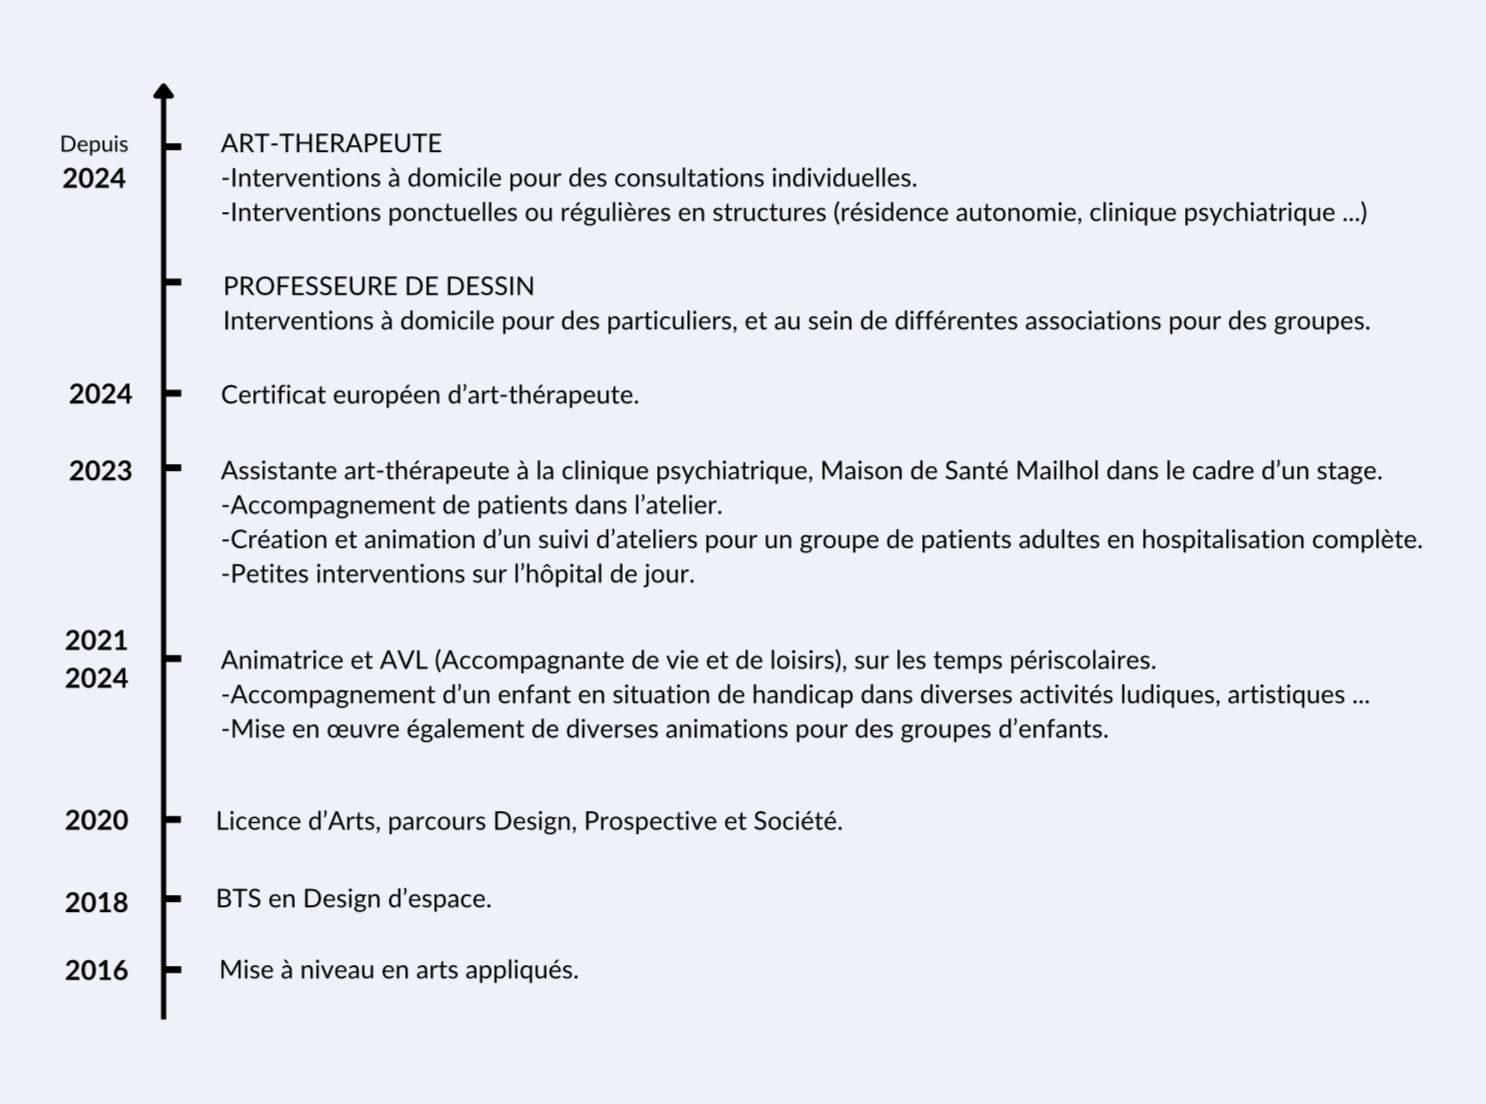 Depuis
2024
ART-THERAPEUTE
-Interventions à domicile pour des consultations individuelles.
-Interventions ponctuelles ou régulières en structures (résidence autonomie, clinique psychiatrique ...)
PROFESSEURE DE DESSIN
Interventions à domicile pour des particuliers, et au sein de différentes associations pour des groupes.
2024
Certificat européen d’art-thérapeute.
2023
Assistante art-thérapeute à la clinique psychiatrique, Maison de Santé Mailhol dans le cadre d’un stage.
-Accompagnement de patients dans l’atelier.
-Création et animation d’un suivi d’ateliers pour un groupe de patients adultes en hospitalisation complète.
-Petites interventions sur l’hôpital de jour.
2021
2024
Animatrice et AVL (Accompagnante de vie et de loisirs), sur les temps périscolaires.
-Accompagnement d’un enfant en situation de handicap dans diverses activités ludiques, artistiques ...
-Mise en œuvre également de diverses animations pour des groupes d’enfants.
2020
Licence d’Arts, parcours Design, Prospective et Société.
2018
BTS en Design d’espace.
2016
Mise à niveau en arts appliqués.